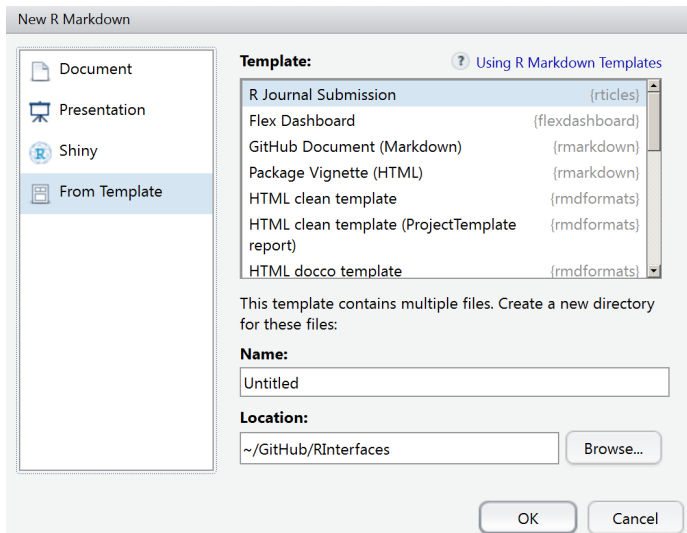 New R Markdown
Document
Presentation
R Shiny
From Template
Template:
? Using R Markdown Templates
R Journal Submission {rticles}
Flex Dashboard {flexdashboard}
GitHub Document (Markdown) {rmarkdown}
Package Vignette (HTML) {rmarkdown}
HTML clean template {rmdformats}
HTML clean template (ProjectTemplate {rmdformats}
report)
HTML docco template {rmdformats}
This template contains multiple files. Create a new directory
for these files:
Name:
Untitled
Location:
~/GitHub/RInterfaces
Browse...
OK Cancel